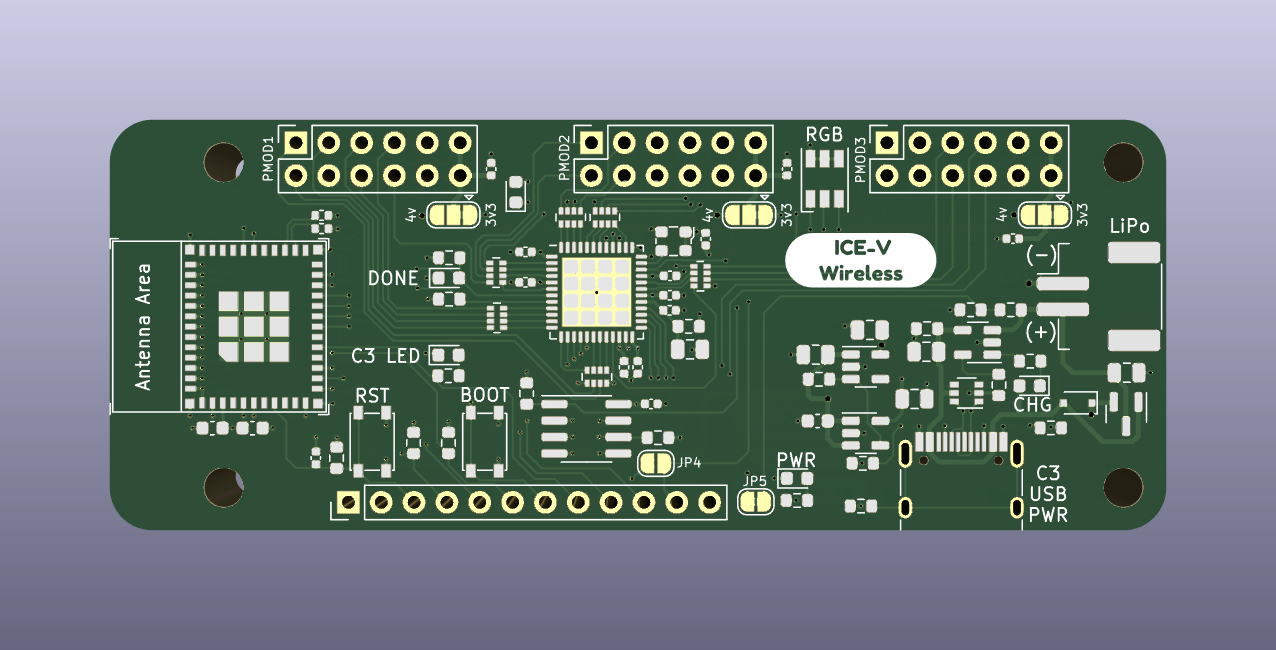 PMOD1
PMOD2
RGB
PMOD3
4v
3V3
4v
3V3
4v
3V3
LiPo
ICE-V
Wireless
(-)
DONE
Antenna Area
(+)
C3 LED
RST
BOOT
CHG
JP4
PWR
JP5
C3
USB
PWR